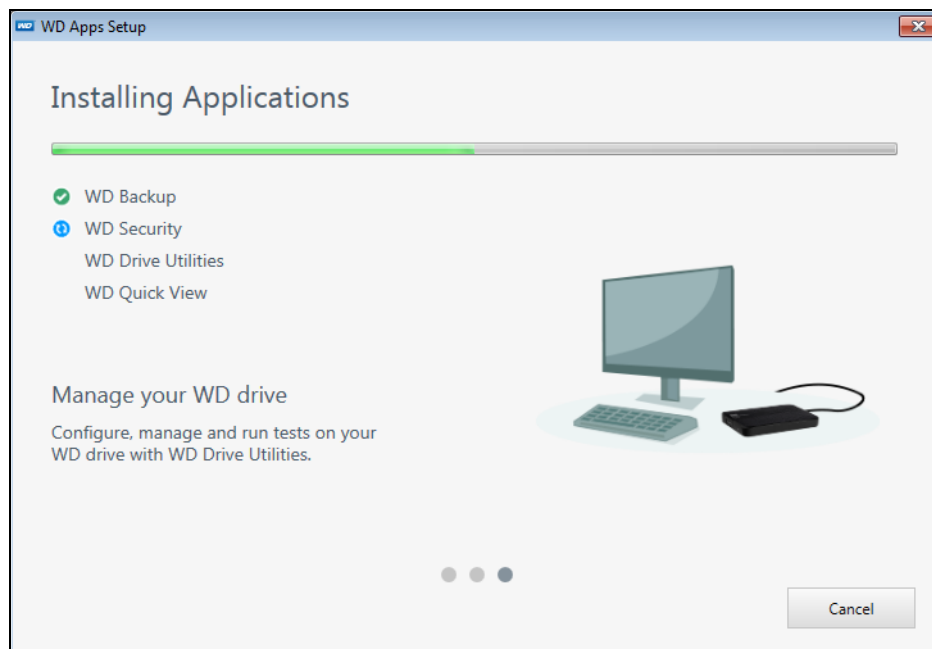 WD WD Apps Setup
Installing Applications
WD Backup
WD Security
WD Drive Utilities
WD Quick View
Manage your WD drive
Configure, manage and run tests on your
WD drive with WD Drive Utilities.
Cancel